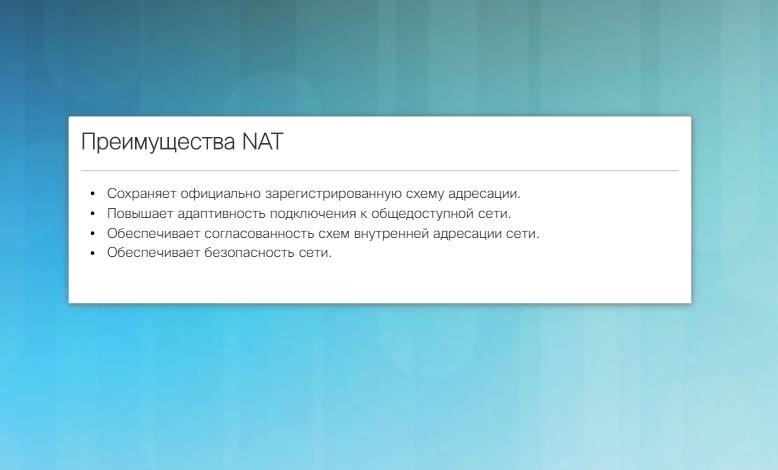 Преимущества NAT
• Сохраняет официально зарегистрированную схему адресации.
• Повышает адаптивность подключения к общедоступной сети.
• Обеспечивает согласованность схем внутренней адресации сети.
• Обеспечивает безопасность сети.